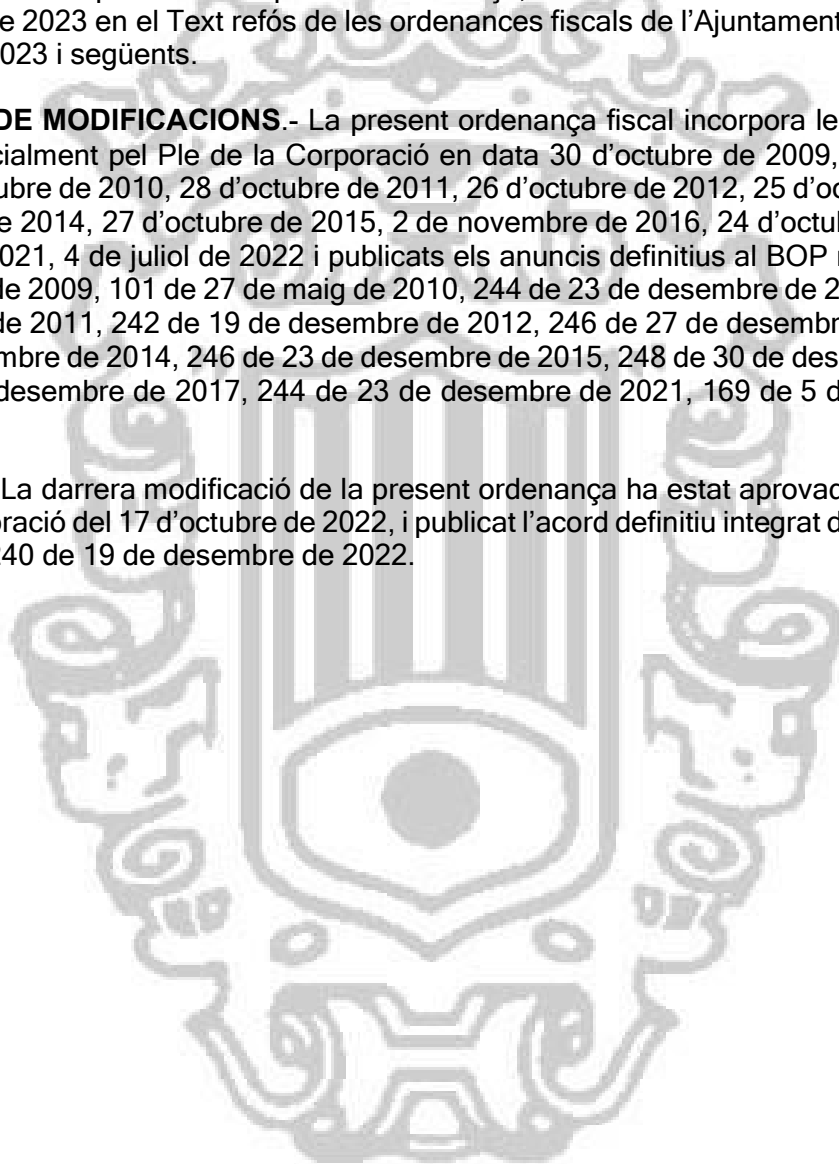 e 2023 en el Text refós de les ordenances fiscals de l’Ajuntament
023 i següents.
DE MODIFICACIONS.- La present ordenança fiscal incorpora le
cialment pel Ple de la Corporació en data 30 d’octubre de 2009,
ubre de 2010, 28 d’octubre de 2011, 26 d’octubre de 2012, 25 d’oc
e 2014, 27 d’octubre de 2015, 2 de novembre de 2016, 24 d’octul
2021, 4 de juliol de 2022 i publicats els anuncis definitius al BOP
de 2009, 101 de 27 de maig de 2010, 244 de 23 de desembre de 2
de 2011, 242 de 19 de desembre de 2012, 246 de 27 de desembr
mbre de 2014, 246 de 23 de desembre de 2015, 248 de 30 de des
desembre de 2017, 244 de 23 de desembre de 2021, 169 de 5 d
La darrera modificació de la present ordenança ha estat aprovad
oració del 17 d’octubre de 2022, i publicat l’acord definitiu integrat d
240 de 19 de desembre de 2022.